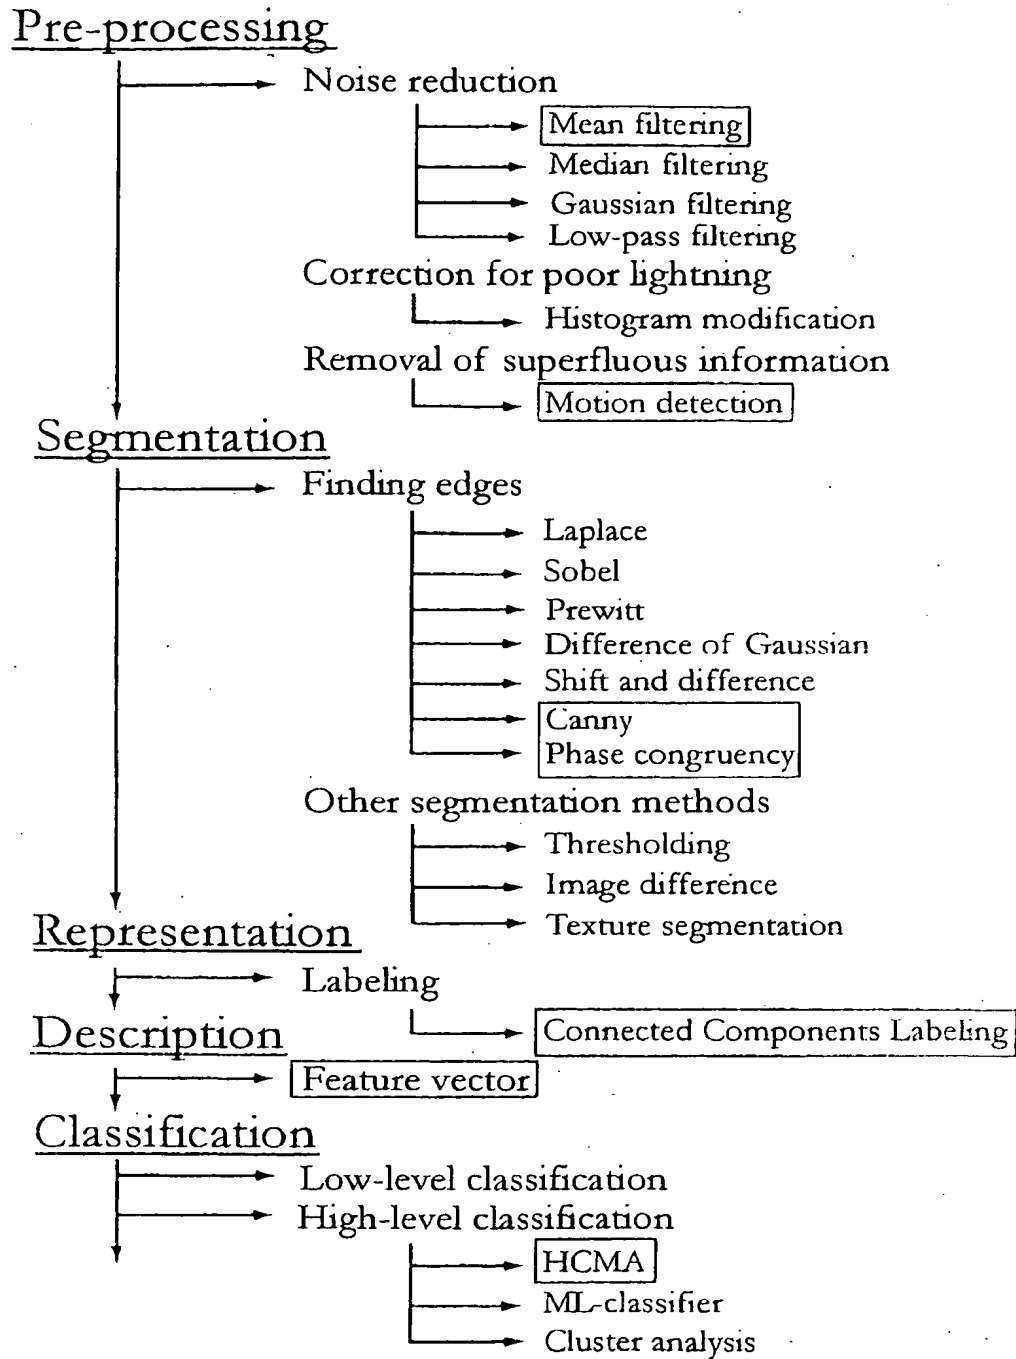 Pre-processing
Noise reduction
Mean filtering
Median filtering
Gaussian filtering
Low-pass filtering
Correction for poor lightning
Histogram modification
Removal of superfluous information
Motion detection
Segmentation
Finding edges
Laplace
Sobel
Prewitt
Difference of Gaussian
Shift and difference
Canny
Phase congruency
Other segmentation methods
Thresholding
Image difference
Texture segmentation
Representation
Labeling
Connected Components Labeling
Description
Feature vector
Classification
Low-level classification
High-level classification
HCMA
ML-classifier
Cluster analysis